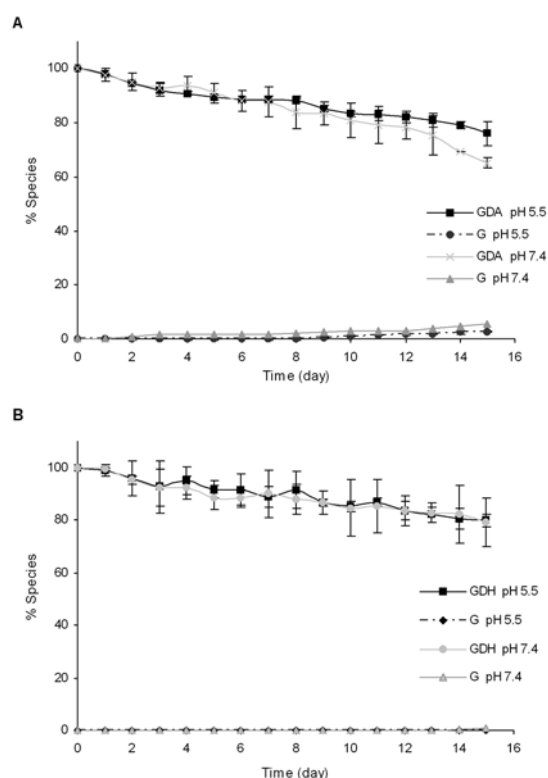 A
100
80
60
40
20
0
% Species
GDA pH 5.5
G pH 5.5
GDA pH 7.4
G pH 7.4
0 2 4 6 8 10 12 14 16
Time (day)
B
100
80
60
40
20
0
% Species
GDH pH 5.5
G pH 5.5
GDH pH 7.4
G pH 7.4
0 2 4 6 8 10 12 14 16
Time (day)